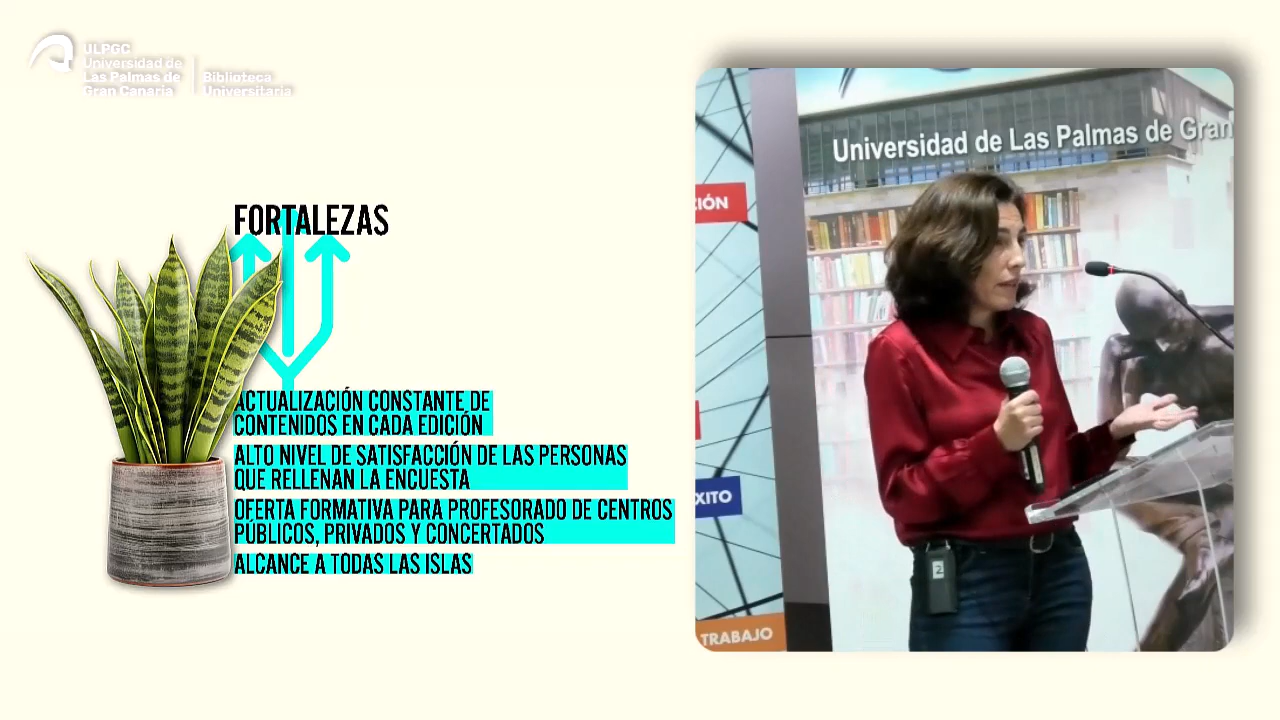 ULPGC
Universidad de
Las Palmas de
Gran Canaria
Biblioteca
Universitaria
FORTALEZAS
ACTUALIZACIÓN CONSTANTE DE
CONTENIDOS EN CADA EDICIÓN
ALTO NIVEL DE SATISFACCIÓN DE LAS PERSONAS
QUE RELLENAN LA ENCUESTA
OFERTA FORMATIVA PARA PROFESORADO DE CENTROS
PÚBLICOS, PRIVADOS Y CONCERTADOS
ALCANCE A TODAS LAS ISLAS
Universidad de Las Palmas de Gran
CIÓN
ÉXITO
TRABAJO
2